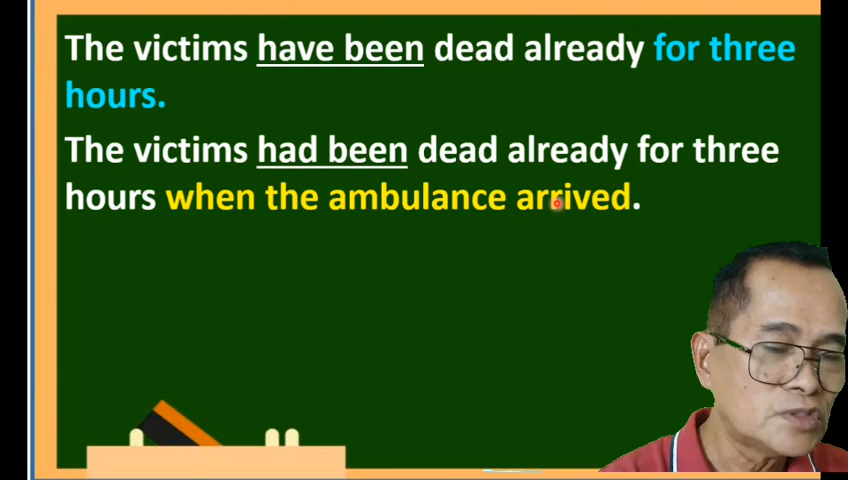 The victims have been dead already for three
hours.
The victims had been dead already for three
hours when the ambulance arrived.